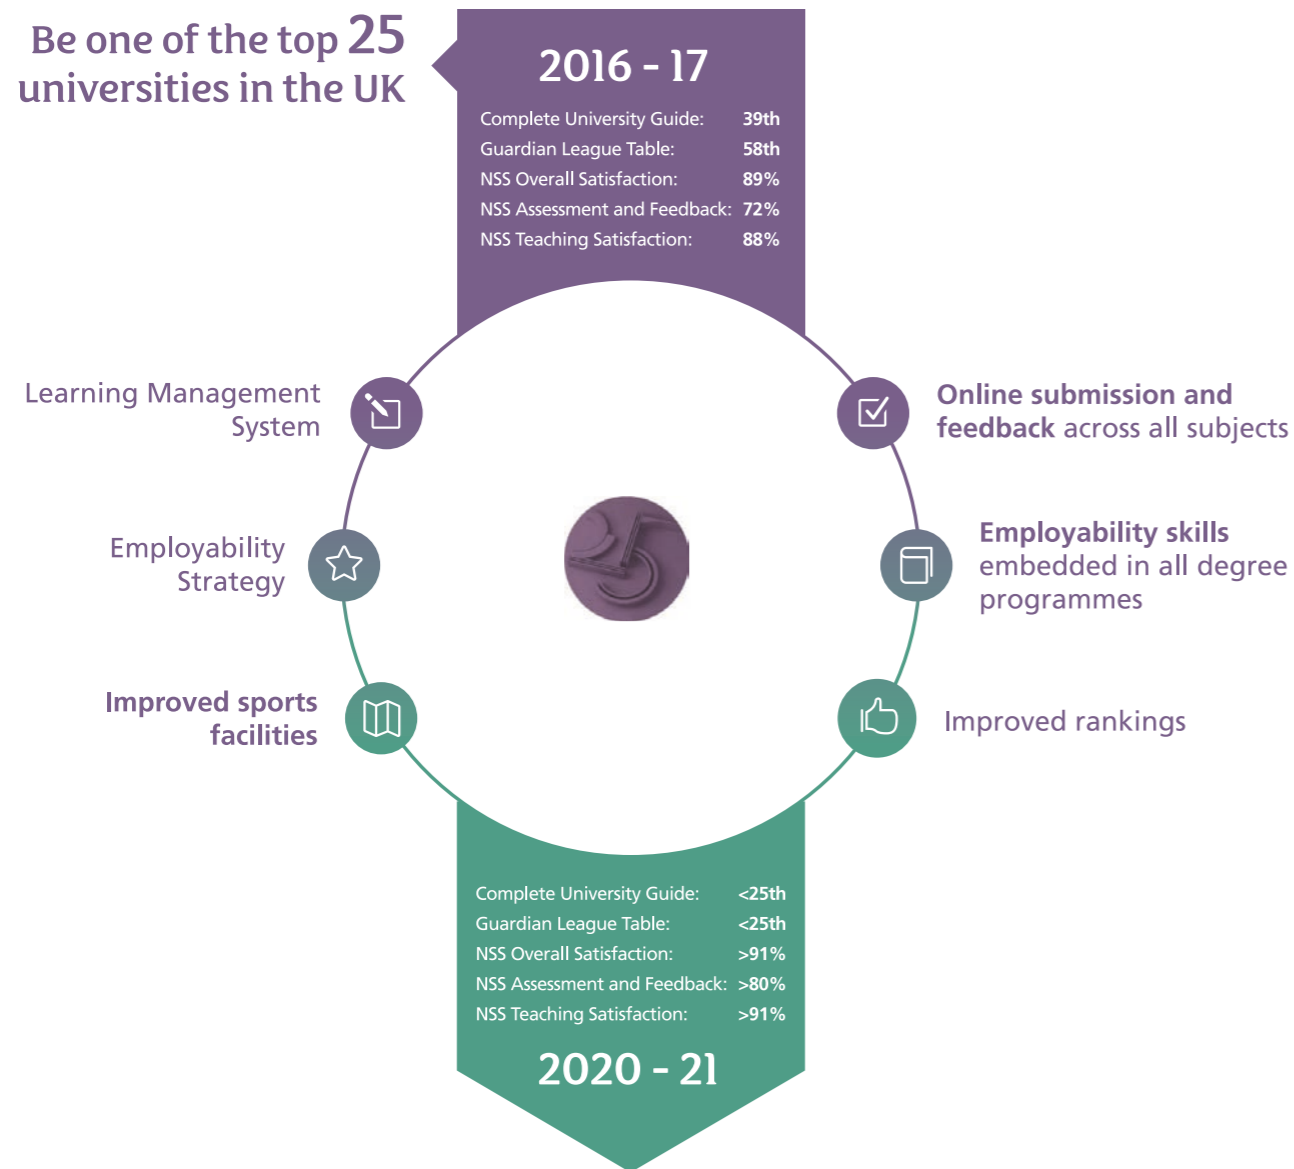 Be one of the top 25
universities in the UK
2016 - 17
Complete University Guide: 39th
Guardian League Table: 58th
NSS Overall Satisfaction: 89%
NSS Assessment and Feedback: 72%
NSS Teaching Satisfaction: 88%
Learning Management
System
Online submission and
feedback across all subjects
Employability
Strategy
Employability skills
embedded in all degree
programmes
Improved sports
facilities
Improved rankings
Complete University Guide: <25th
Guardian League Table: <25th
NSS Overall Satisfaction: >91%
NSS Assessment and Feedback: >80%
NSS Teaching Satisfaction: >91%
2020 - 21